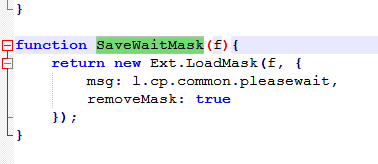 }
function SaveWaitMask(f){
return new Ext.LoadMask(f, {
msg: l.cp.common.pleasewait,
removeMask: true
});
}